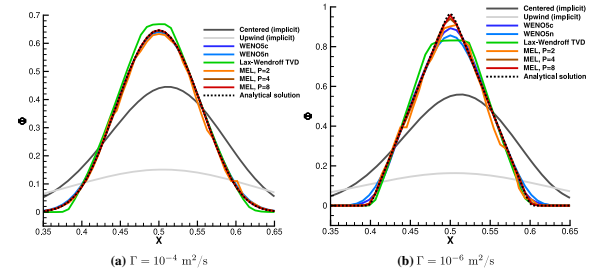 a
0.7
0.6
0.5
0.4
0.3
0.2
0.1
0
Φ
0.35 0.4 0.45 0.5 0.55 0.6 0.65
X
Centered (implicit)
Upwind (implicit)
WENO5c
WENO5n
Lax-Wendroff TVD
MEL, P=2
MEL, P=4
MEL, P=8
Analytical solution
(a) Γ = 10⁻⁴ m²/s
b
1
0.8
0.6
0.4
0.2
0
Φ
0.35 0.4 0.45 0.5 0.55 0.6 0.65
X
Centered (implicit)
Upwind (implicit)
WENO5c
WENO5n
Lax-Wendroff TVD
MEL, P=2
MEL, P=4
MEL, P=8
Analytical solution
(b) Γ = 10⁻⁶ m²/s